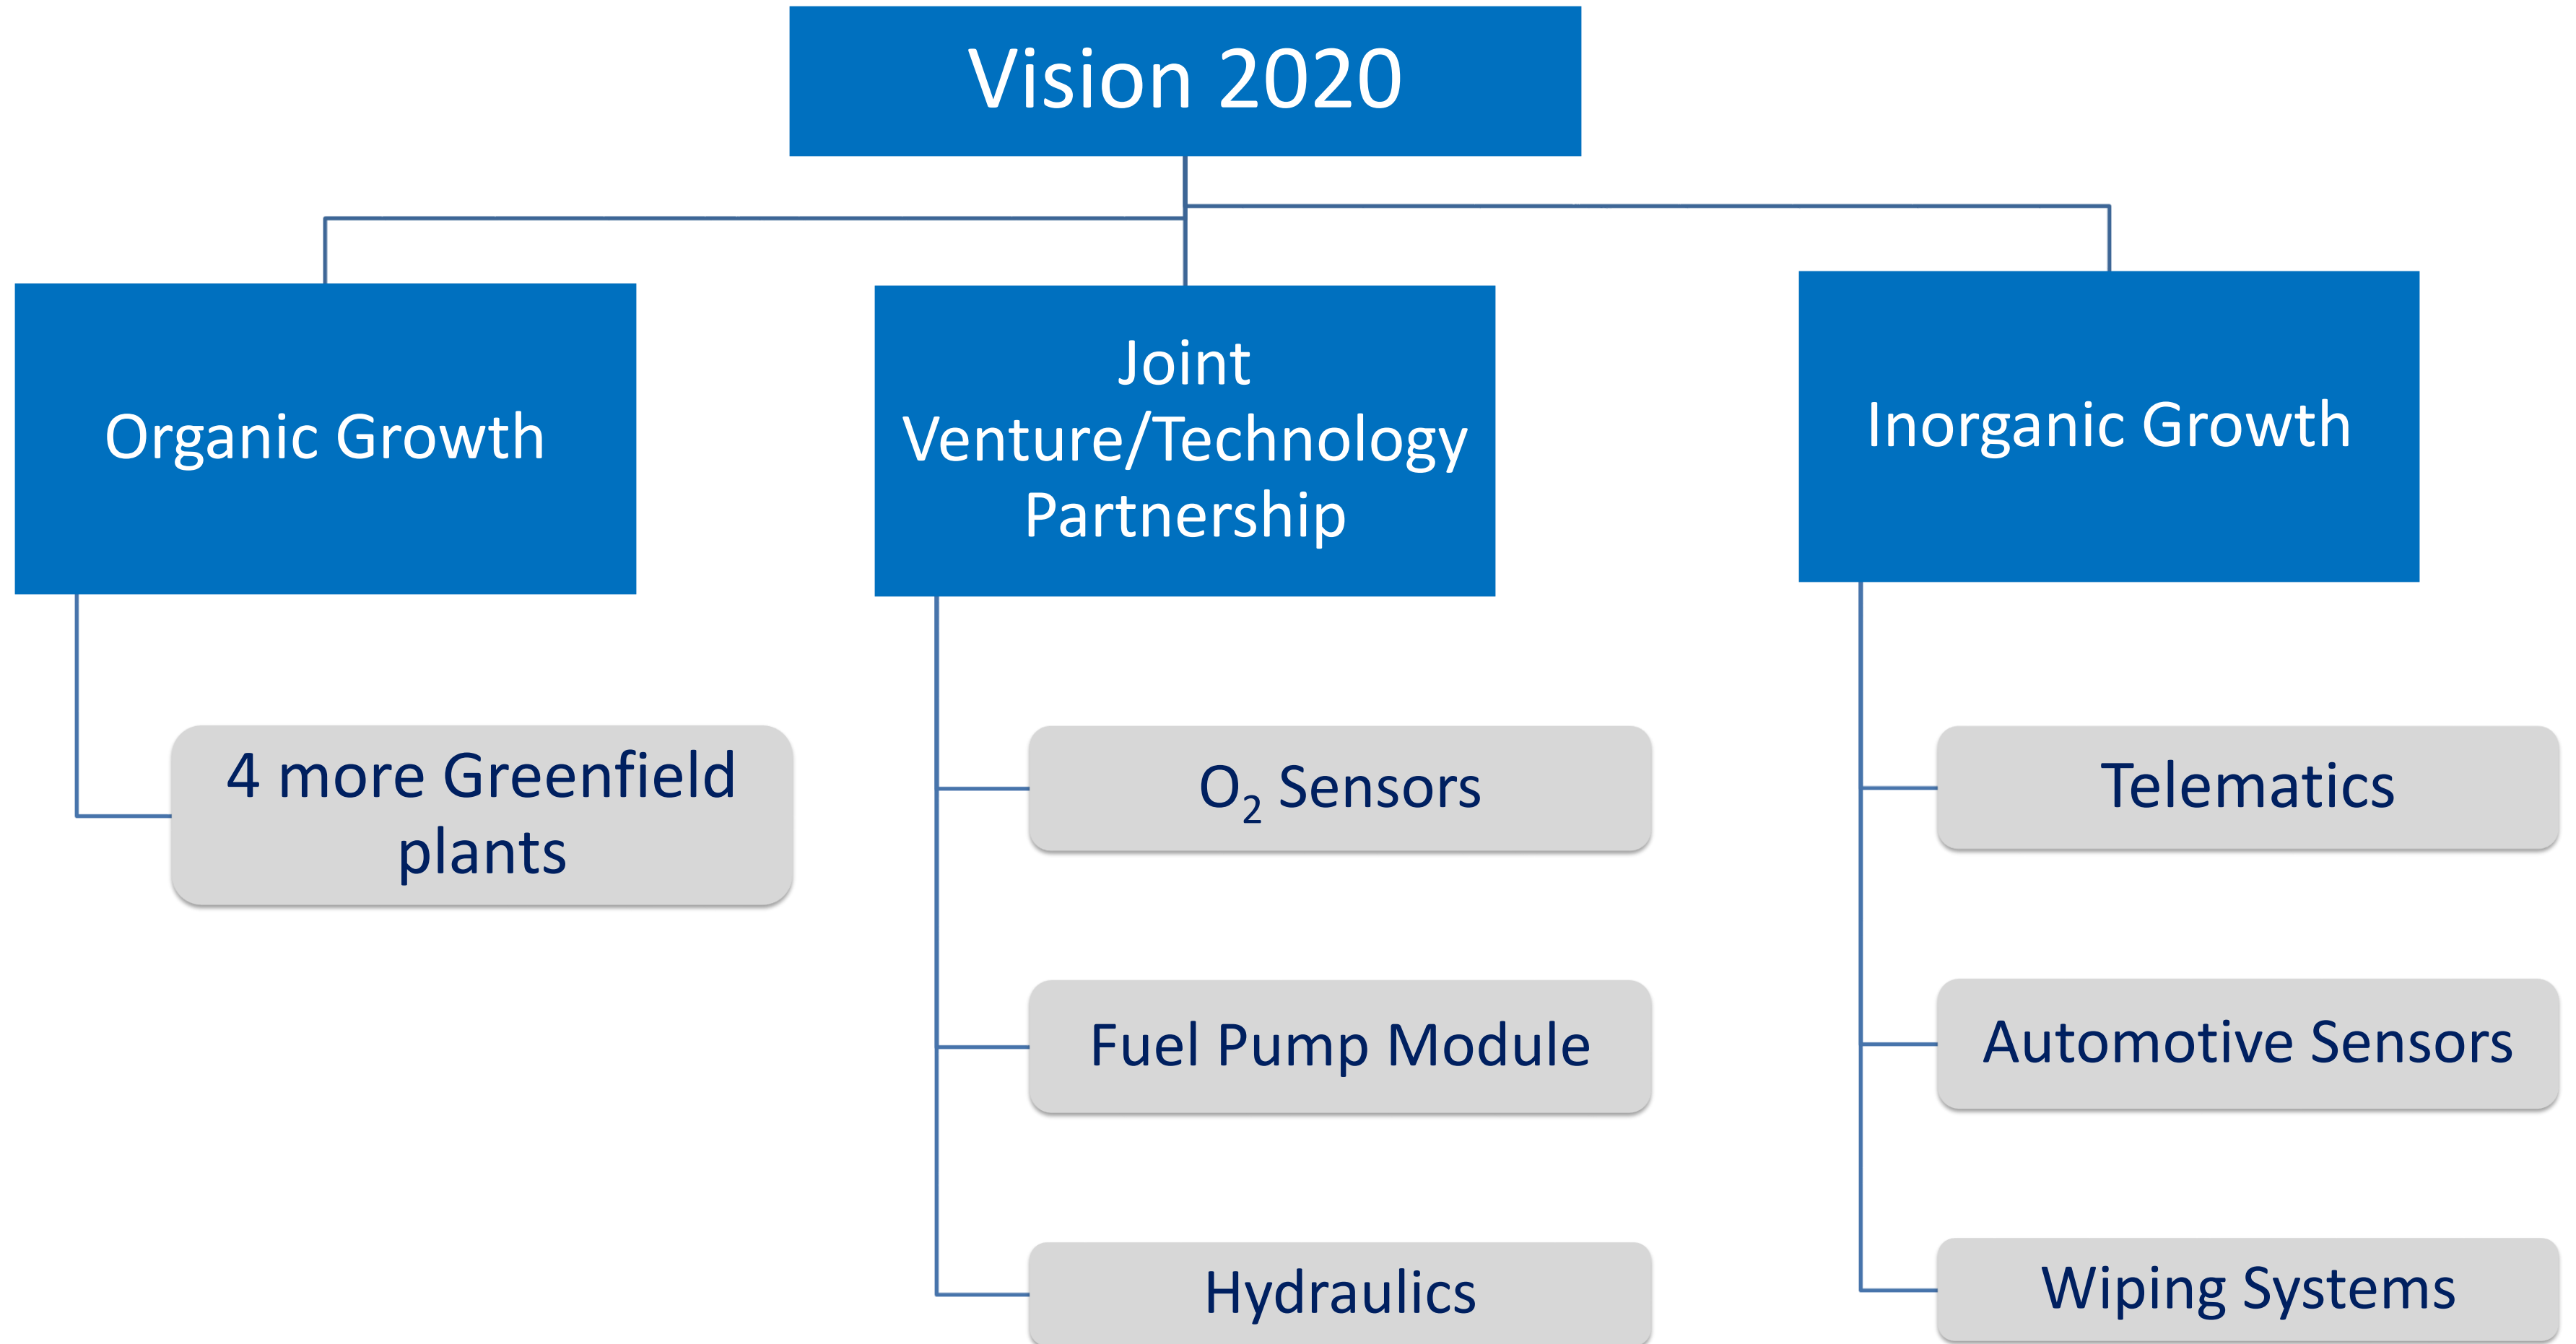 Vision 2020
Organic Growth
4 more Greenfield
plants
Joint
Venture/Technology
Partnership
O₂ Sensors
Fuel Pump Module
Hydraulics
Inorganic Growth
Telematics
Automotive Sensors
Wiping Systems